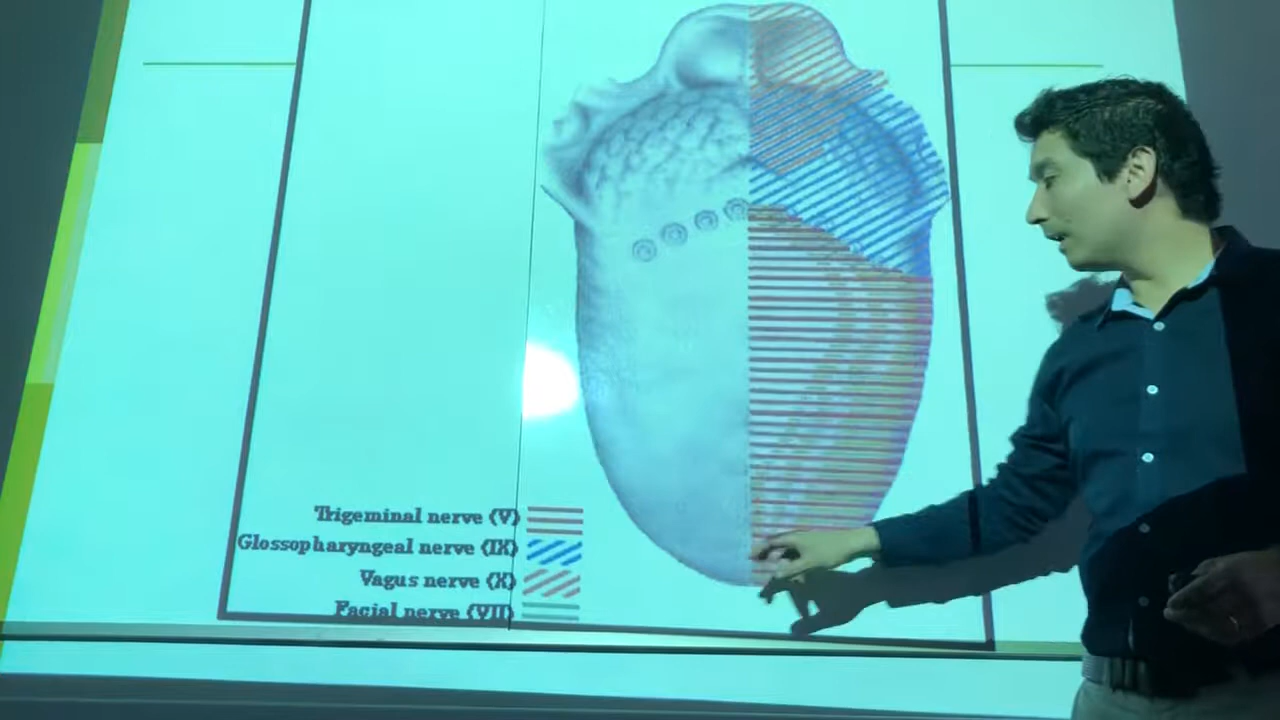 Trigeminal nerve (V)
Glossopharyngeal nerve (IX)
Vagus nerve (X)
Facial nerve (VII)